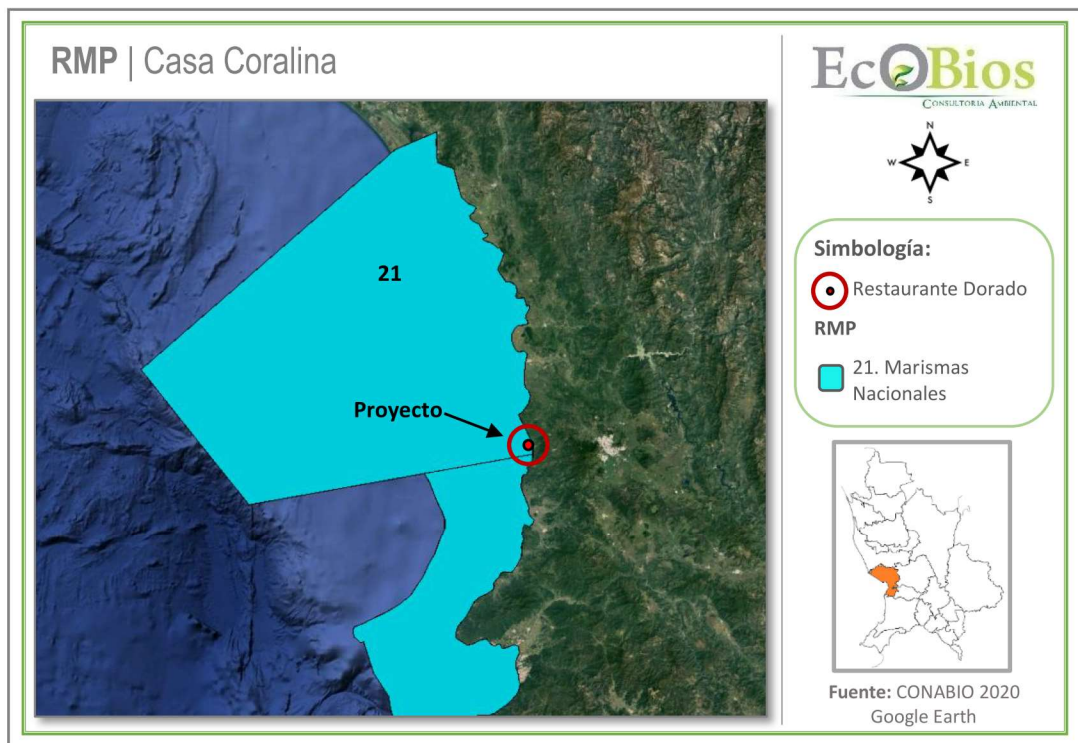 RMP | Casa Coralina
EcOBios
CONSULTORIA AMBIENTAL
N
W E
S
21
Proyecto
Simbología:
Restaurante Dorado
RMP
21. Marismas
Nacionales
Fuente: CONABIO 2020
Google Earth